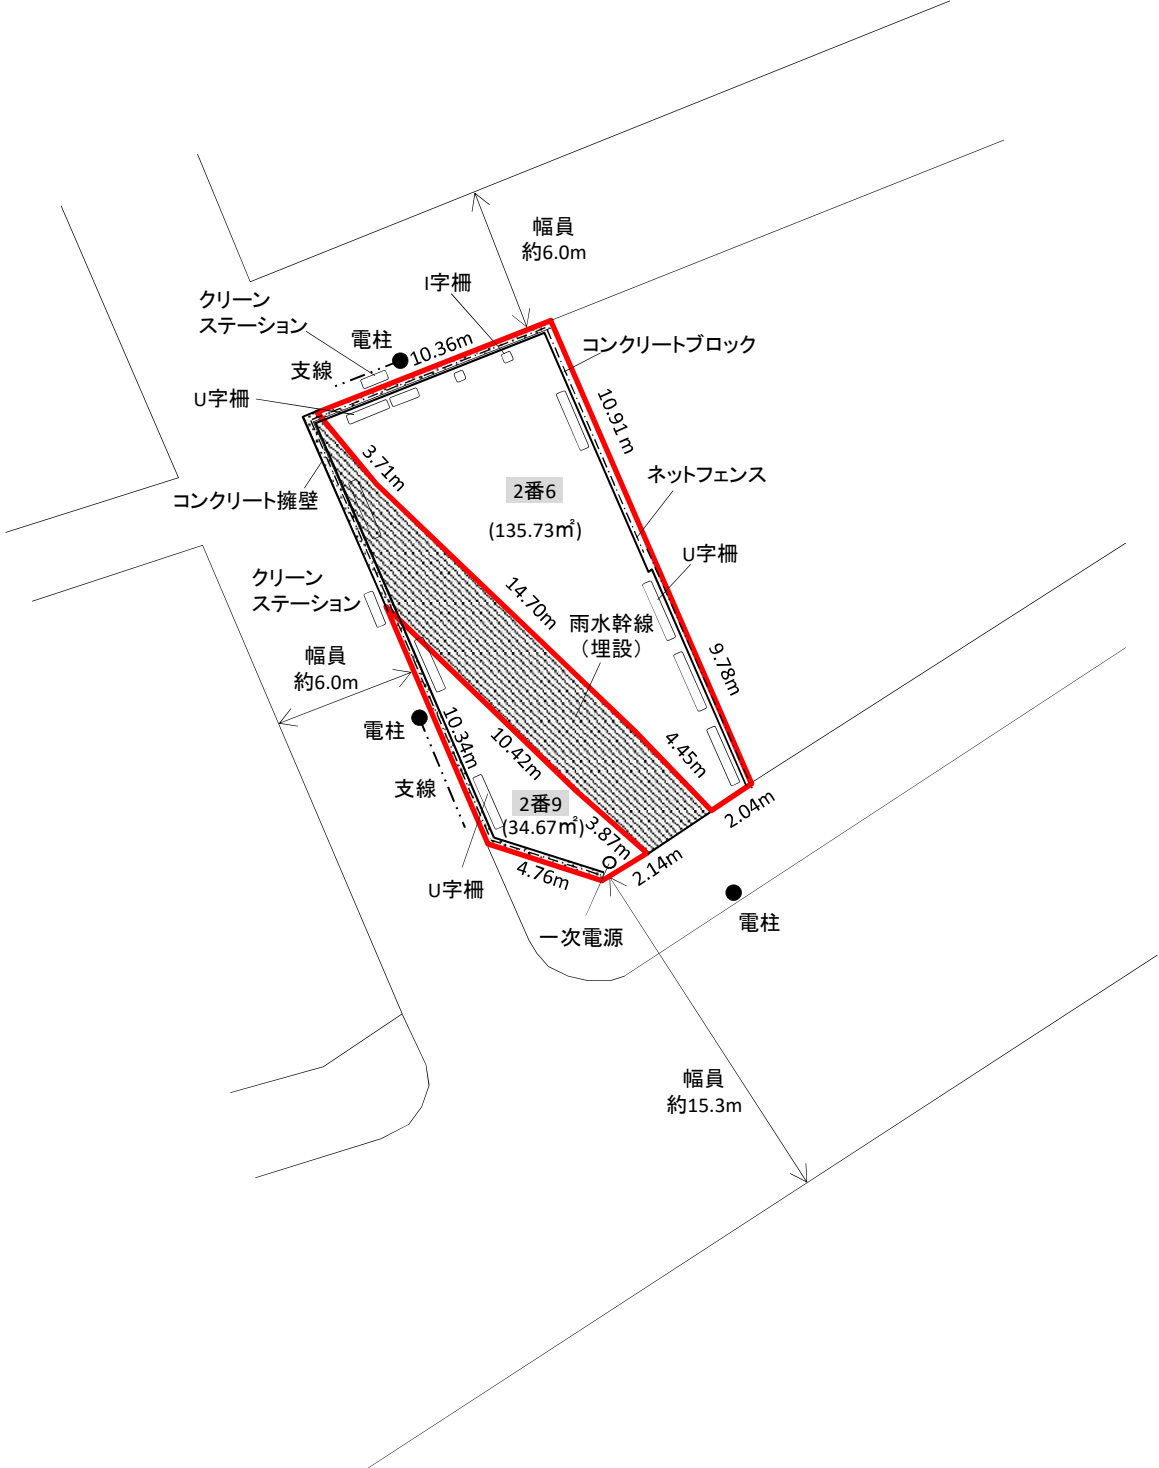 幅員
約6.0m
I字柵
クリーン
ステーション
電柱
10.36m
支線
コンクリートブロック
U字柵
10.91 m
3.71m
ネットフェンス
2番6
コンクリート擁壁
(135.73㎡)
U字柵
クリーン
ステーション
14.70m
雨水幹線
（埋設）
幅員
約6.0m
9.78m
電柱
10.34m
10.42m
4.45m
支線
2番9
(34.67㎡)
3.87m
2.04m
2.14m
4.76m
U字柵
一次電源
電柱
幅員
約15.3m